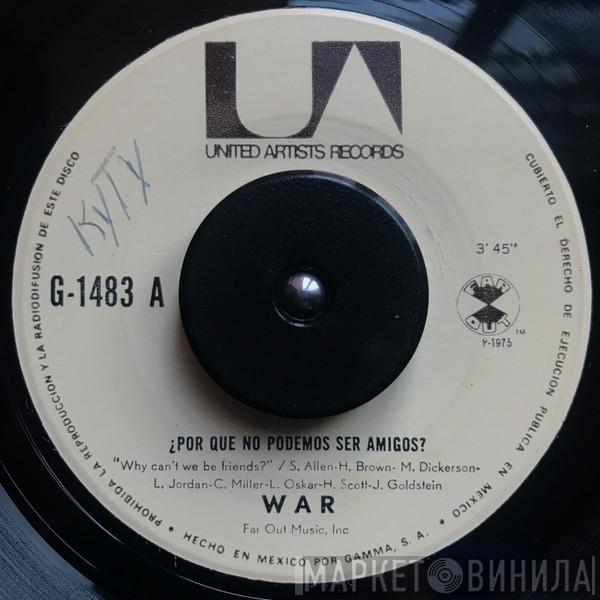 UA
UNITED ARTISTS RECORDS
KyTX
3' 45"
G-1483 A
FAR OUT
TM
P-1975
¿POR QUE NO PODEMOS SER AMIGOS?
"Why can't we be friends?" / S. Allen-H. Brown- M. Dickerson-
L. Jordan-C. Miller-L. Oskar-H. Scott-J. Goldstein
WAR
Far Out Music, Inc
PROHIBIDA LA REPRODUCCION Y LA RADIODIFUSION DE ESTE DISCO
CUBIERTO EL DERECHO DE EJECUCION PUBLICA EN MEXICO
• HECHO EN MEXICO POR GAMMA, S. A. •
МАРКЕТ ВИНИЛА